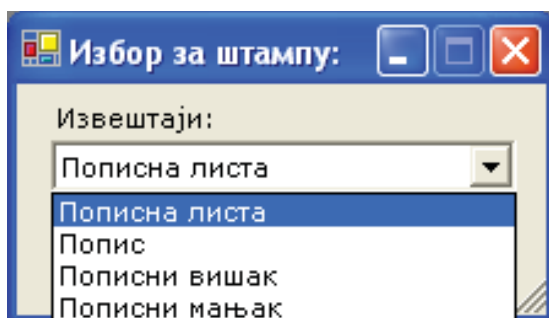 Избор за штампу:
Извештаји:
Пописна листа
Пописна листа
Попис
Пописни вишак
Пописни мањак